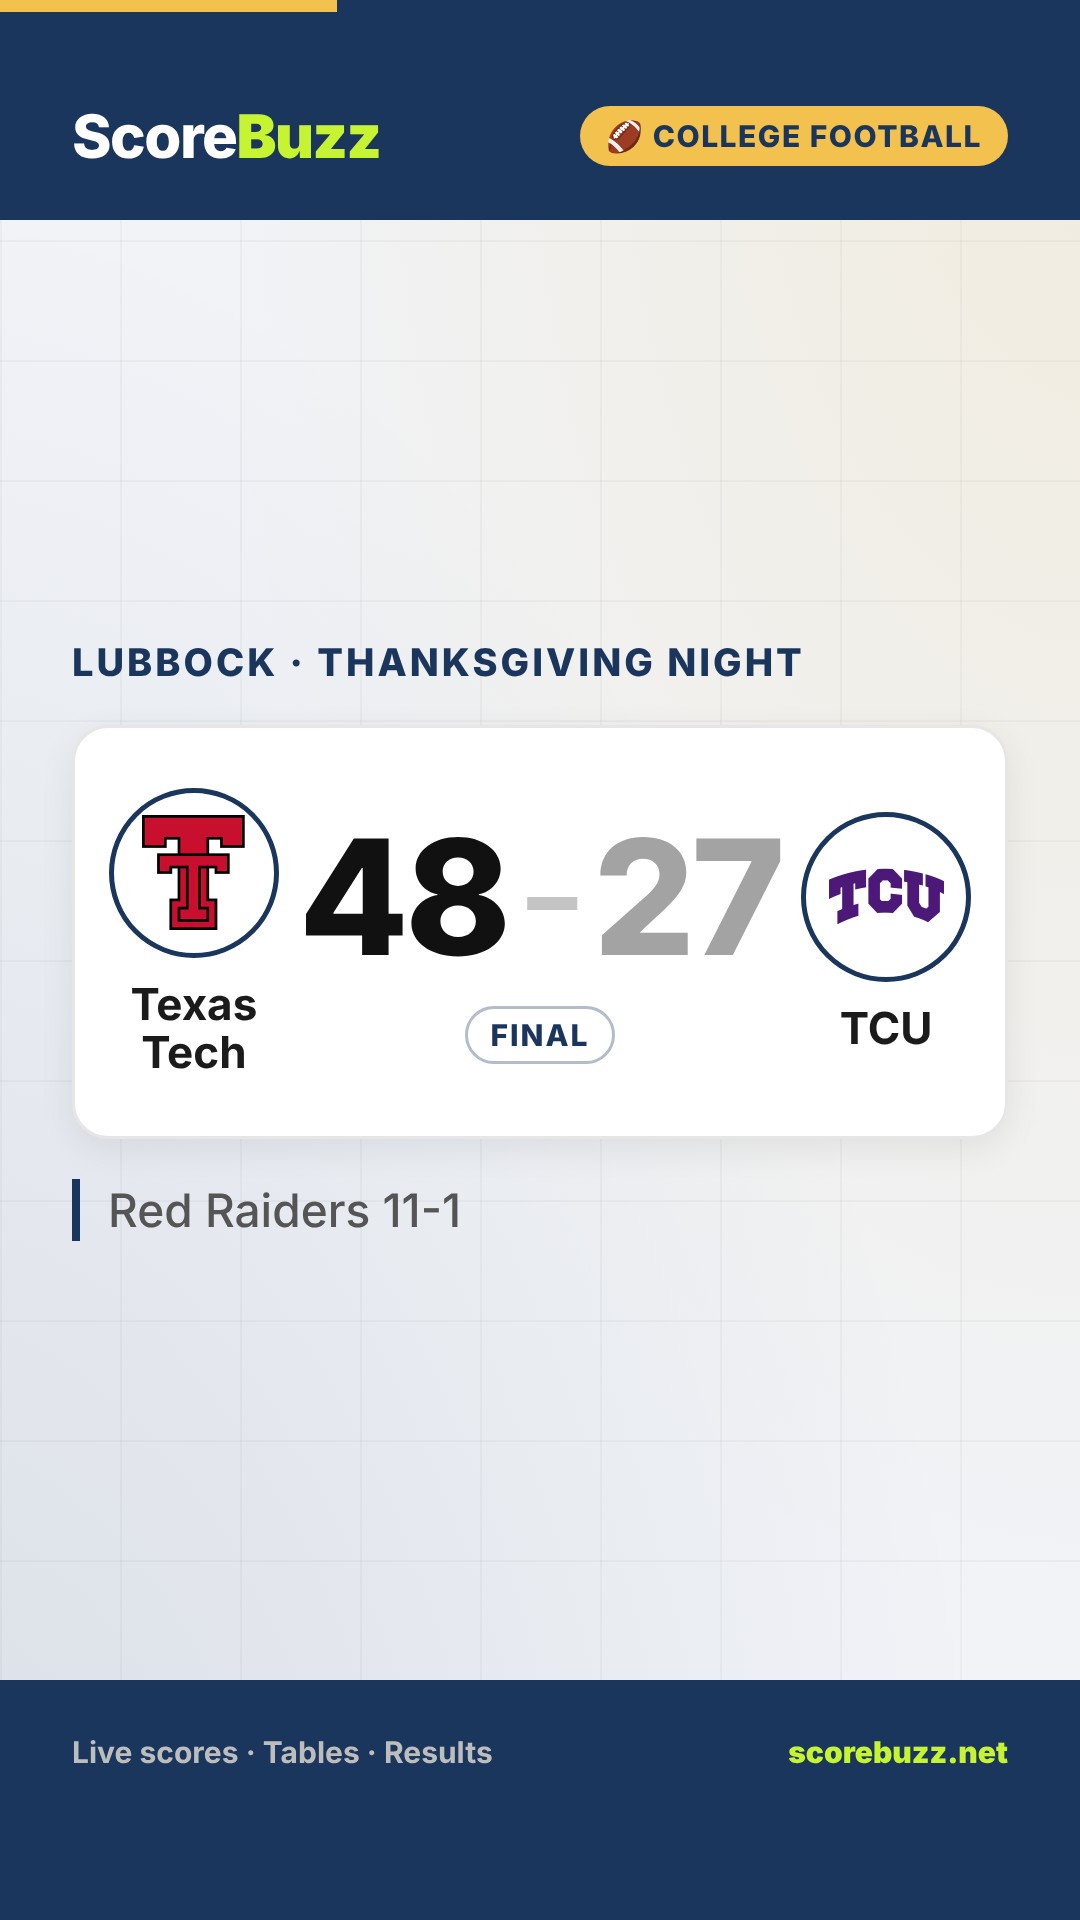 ScoreBuzz
🏈 COLLEGE FOOTBALL
LUBBOCK · THANKSGIVING NIGHT
48 - 27
TCU
Texas
Tech
FINAL
TCU
Red Raiders 11-1
Live scores · Tables · Results
scorebuzz.net